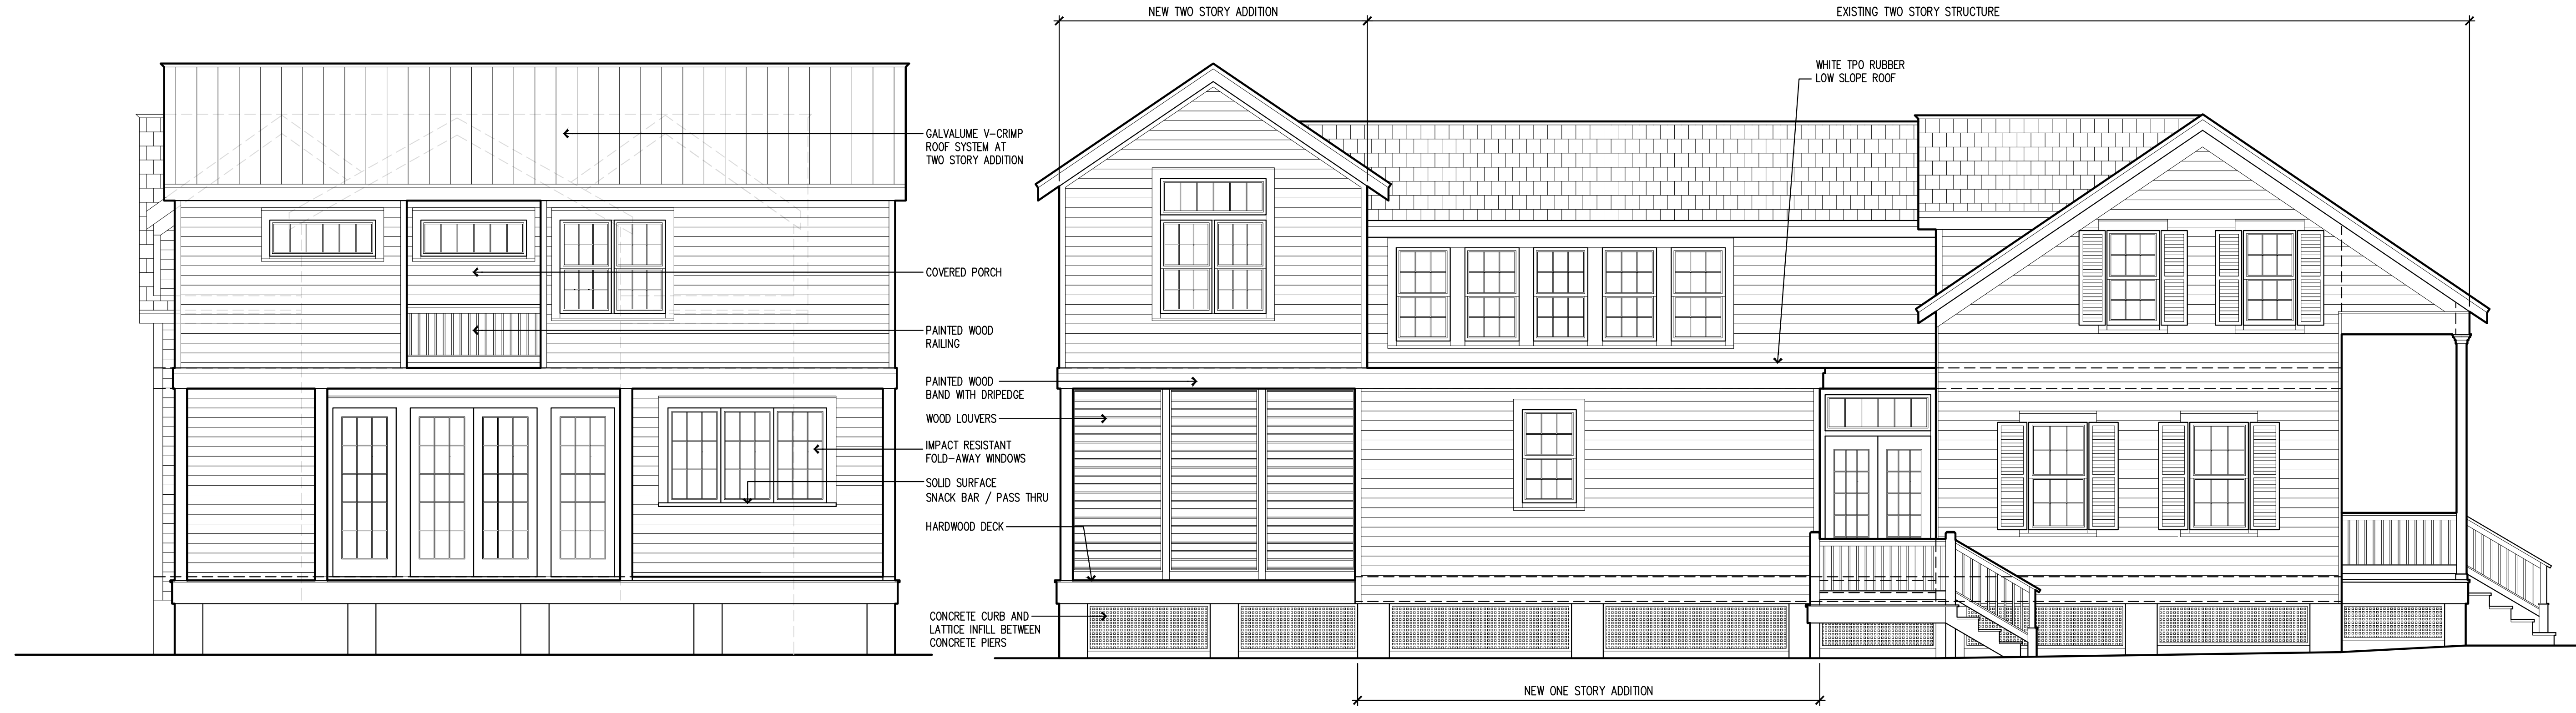 NEW TWO STORY ADDITION
EXISTING TWO STORY STRUCTURE
WHITE TPO RUBBER
LOW SLOPE ROOF
GALVALUME V-CRIMP
ROOF SYSTEM AT
TWO STORY ADDITION
COVERED PORCH
PAINTED WOOD
RAILING
PAINTED WOOD
BAND WITH DRIPEDGE
WOOD LOUVERS
IMPACT RESISTANT
FOLD-AWAY WINDOWS
SOLID SURFACE
SNACK BAR / PASS THRU
HARDWOOD DECK
CONCRETE CURB AND
LATTICE INFILL BETWEEN
CONCRETE PIERS
NEW ONE STORY ADDITION